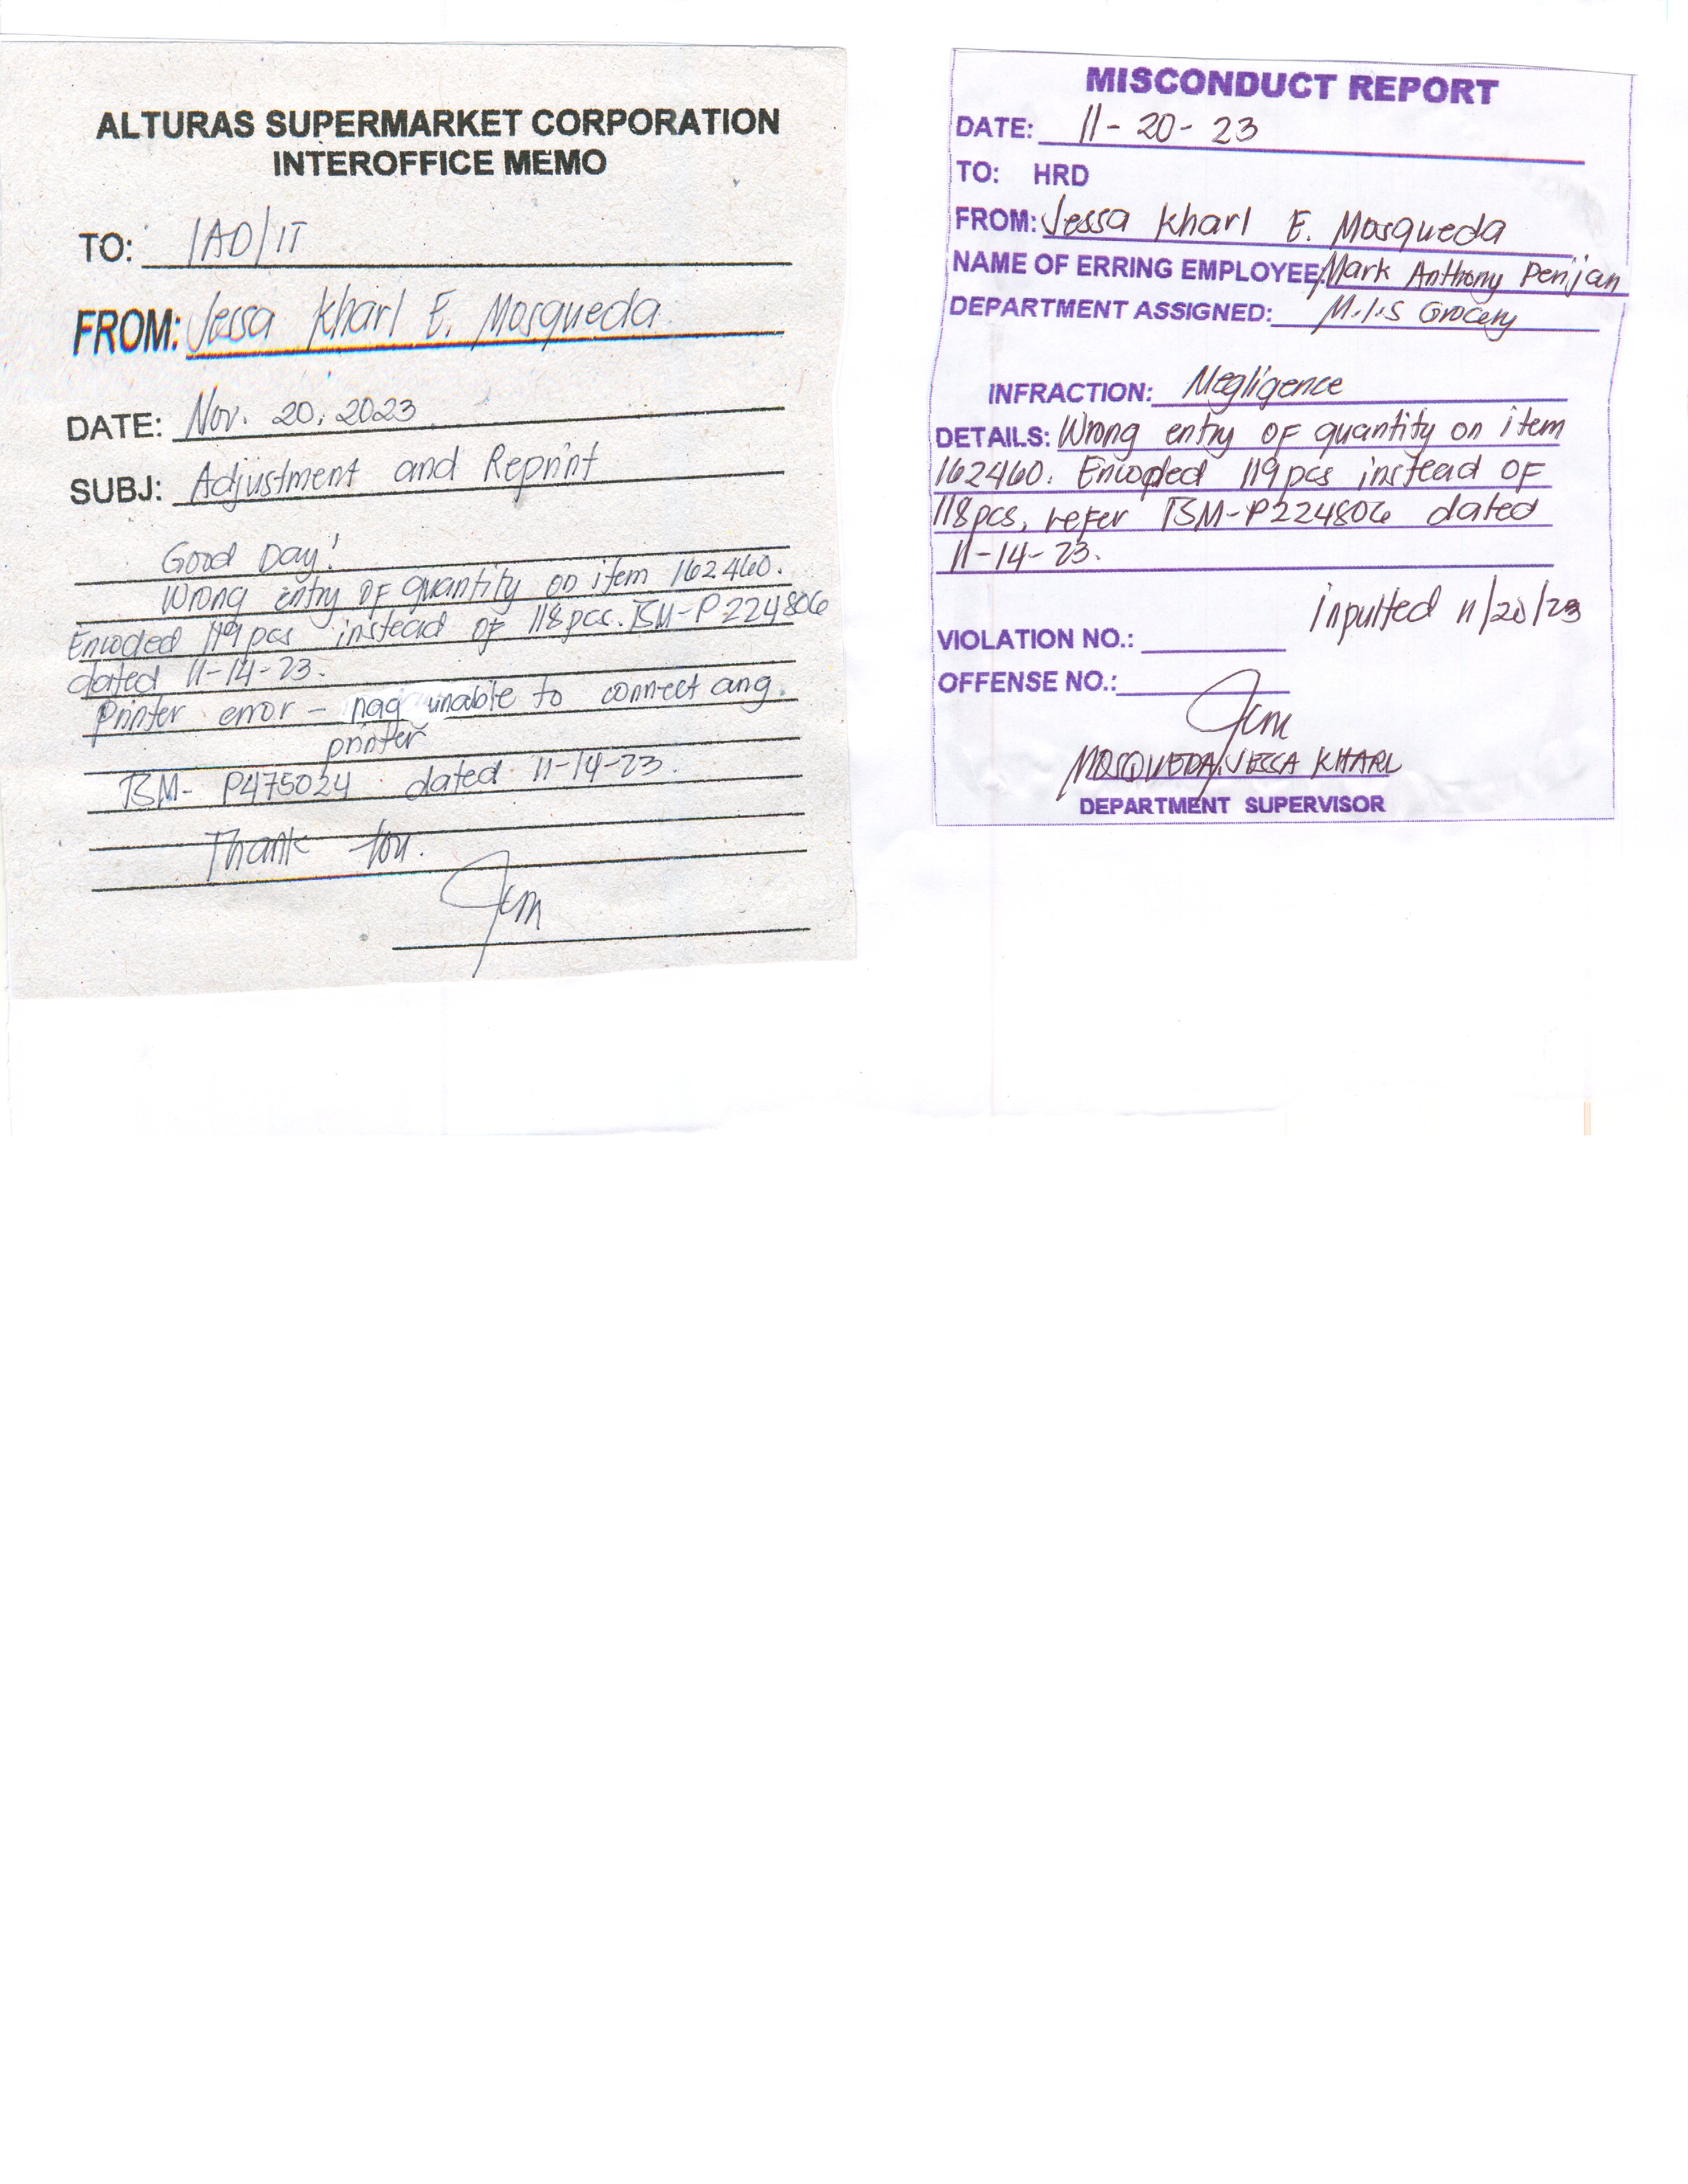 ALTURAS SUPERMARKET CORPORATION
INTEROFFICE MEMO
TO: IAD/IT
FROM: Jessa Kharl E. Mosqueda
DATE: Nov. 20, 2023
SUBJ: Adjustment and Reprint
Good Day!
Wrong entry of quantity on item 162460.
Encoded 119pcs instead of 118pcs. TSM-P224806
dated 11-14-23.
Printer error - nag unable to connect ang
printer
TSM- P475024 dated 11-14-23.
Thank You.
Jkm
MISCONDUCT REPORT
DATE: 11-20-23
TO: HRD
FROM: Jessa Kharl E. Mosqueda
NAME OF ERRING EMPLOYEE: Mark Anthony Penjan
DEPARTMENT ASSIGNED: M.I.S Grocery
INFRACTION: Negligence
DETAILS: Wrong entry OF quantity on item
162460. Encoded 119pcs instead OF
118pcs, refer TSM-P224806 dated
11-14-23.
inputted 11/20/23
VIOLATION NO.:
OFFENSE NO.:
Jkm
MOSQUEDA, JESSA KHARL
DEPARTMENT SUPERVISOR